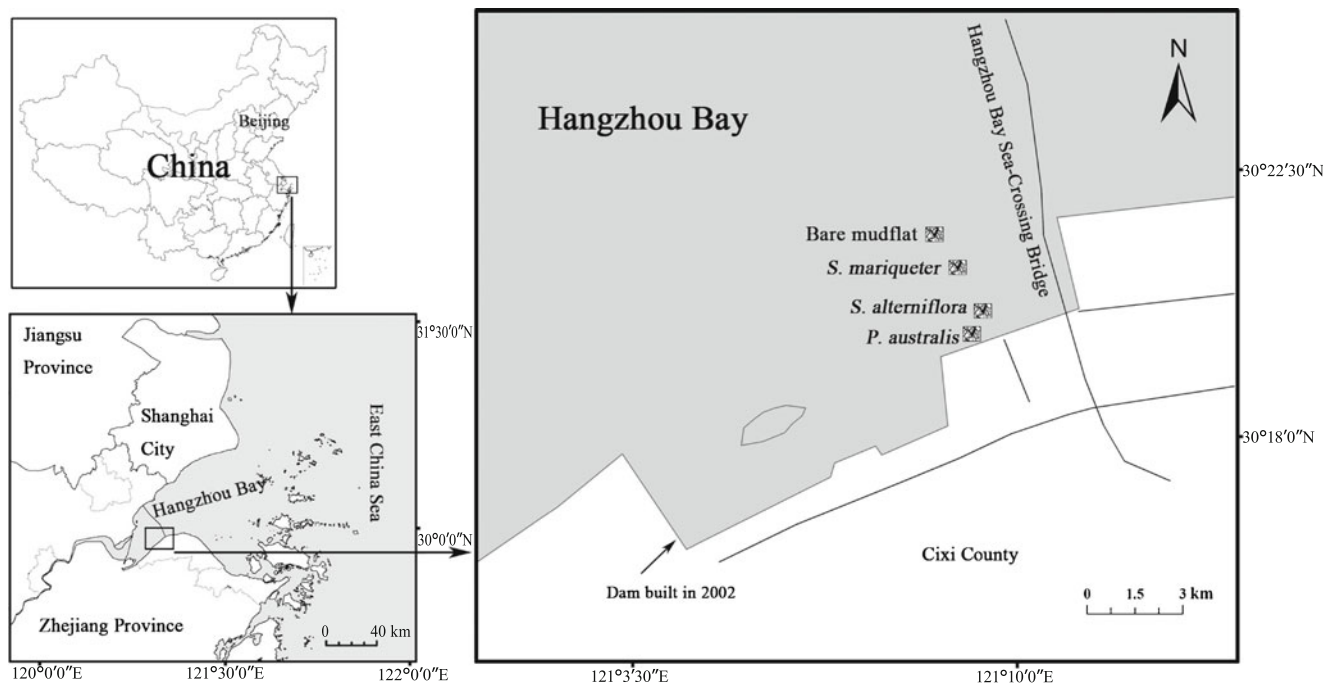 Beijing
China
Jiangsu
Province
Shanghai
City
Hangzhou Bay
East China Sea
Zhejiang Province
0 40 km
31°30'0"N
30°0'0"N
120°0'0"E
121°30'0"E
122°0'0"E
Hangzhou Bay
Hangzhou Bay Sea-Crossing Bridge
N
Bare mudflat
S. mariqueter
S. alterniflora
P. australis
Cixi County
Dam built in 2002
0 1.5 3 km
30°22'30"N
30°18'0"N
121°3'30"E
121°10'0"E